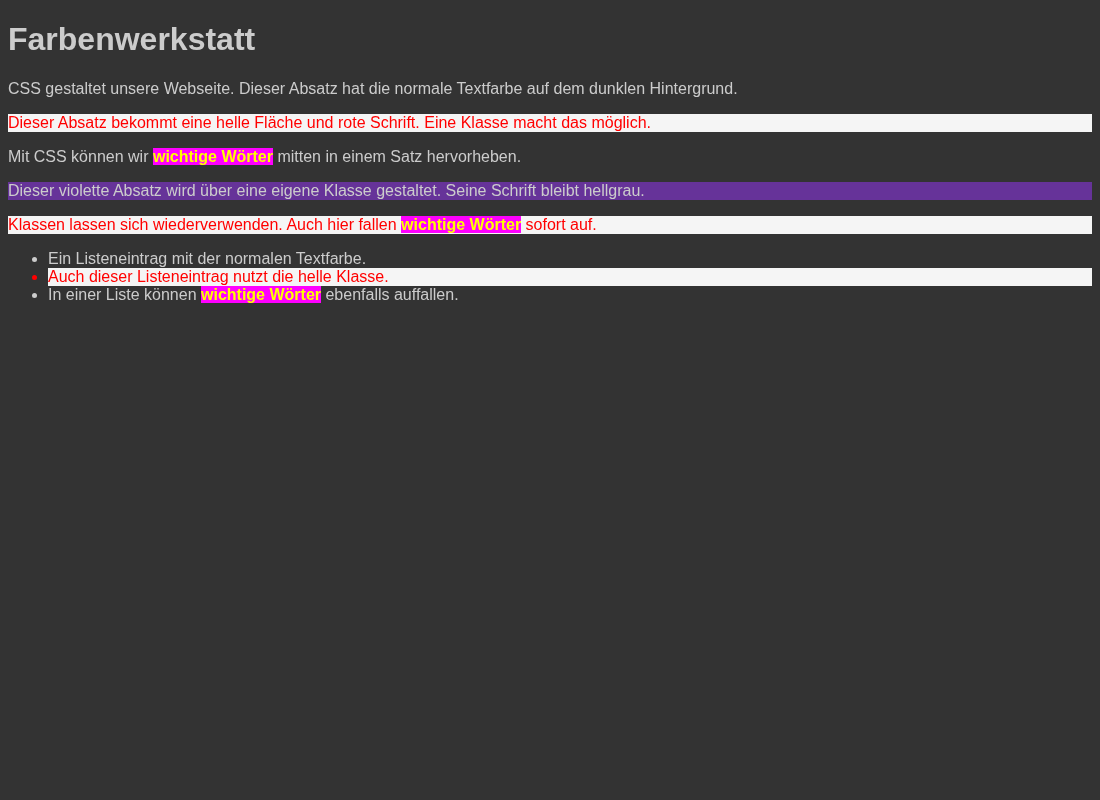 Farbenwerkstatt
CSS gestaltet unsere Webseite. Dieser Absatz hat die normale Textfarbe auf dem dunklen Hintergrund.
Dieser Absatz bekommt eine helle Fläche und rote Schrift. Eine Klasse macht das möglich.
Mit CSS können wir wichtige Wörter mitten in einem Satz hervorheben.
Dieser violette Absatz wird über eine eigene Klasse gestaltet. Seine Schrift bleibt hellgrau.
Klassen lassen sich wiederverwenden. Auch hier fallen wichtige Wörter sofort auf.
Ein Listeneintrag mit der normalen Textfarbe.
Auch dieser Listeneintrag nutzt die helle Klasse.
In einer Liste können wichtige Wörter ebenfalls auffallen.